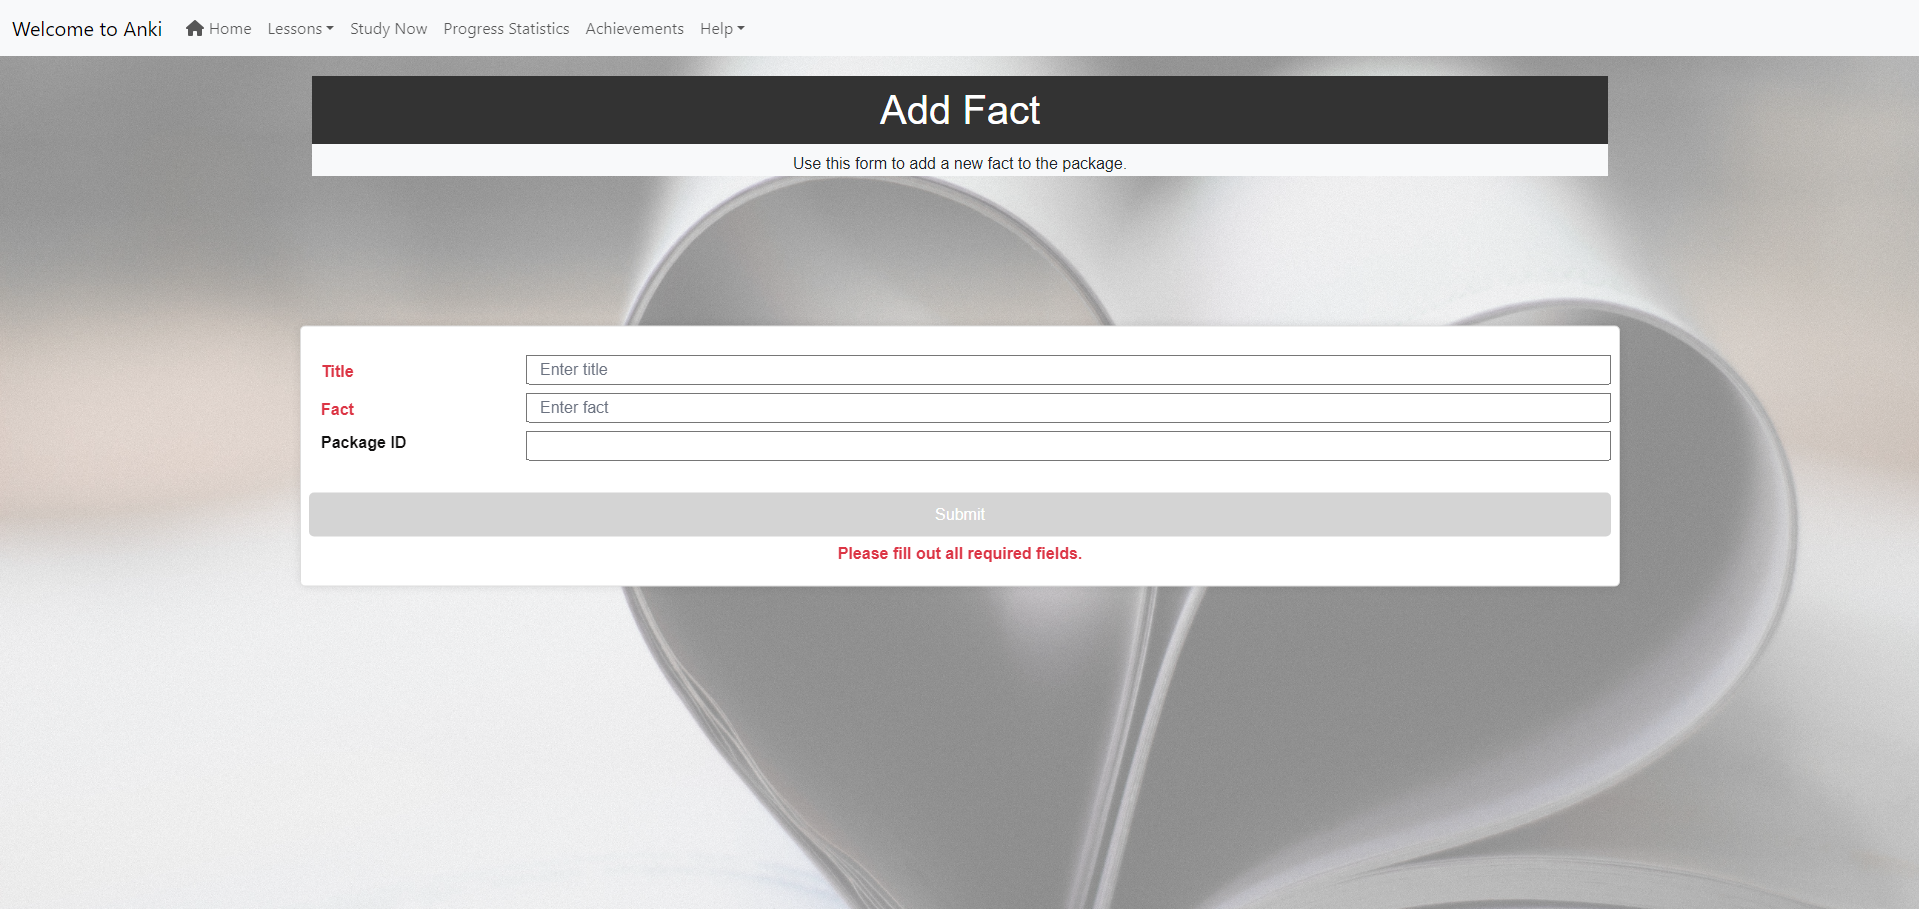 Welcome to Anki Home Lessons Study Now Progress Statistics Achievements Help
Add Fact
Use this form to add a new fact to the package.
Title Enter title
Fact Enter fact
Package ID
Submit
Please fill out all required fields.